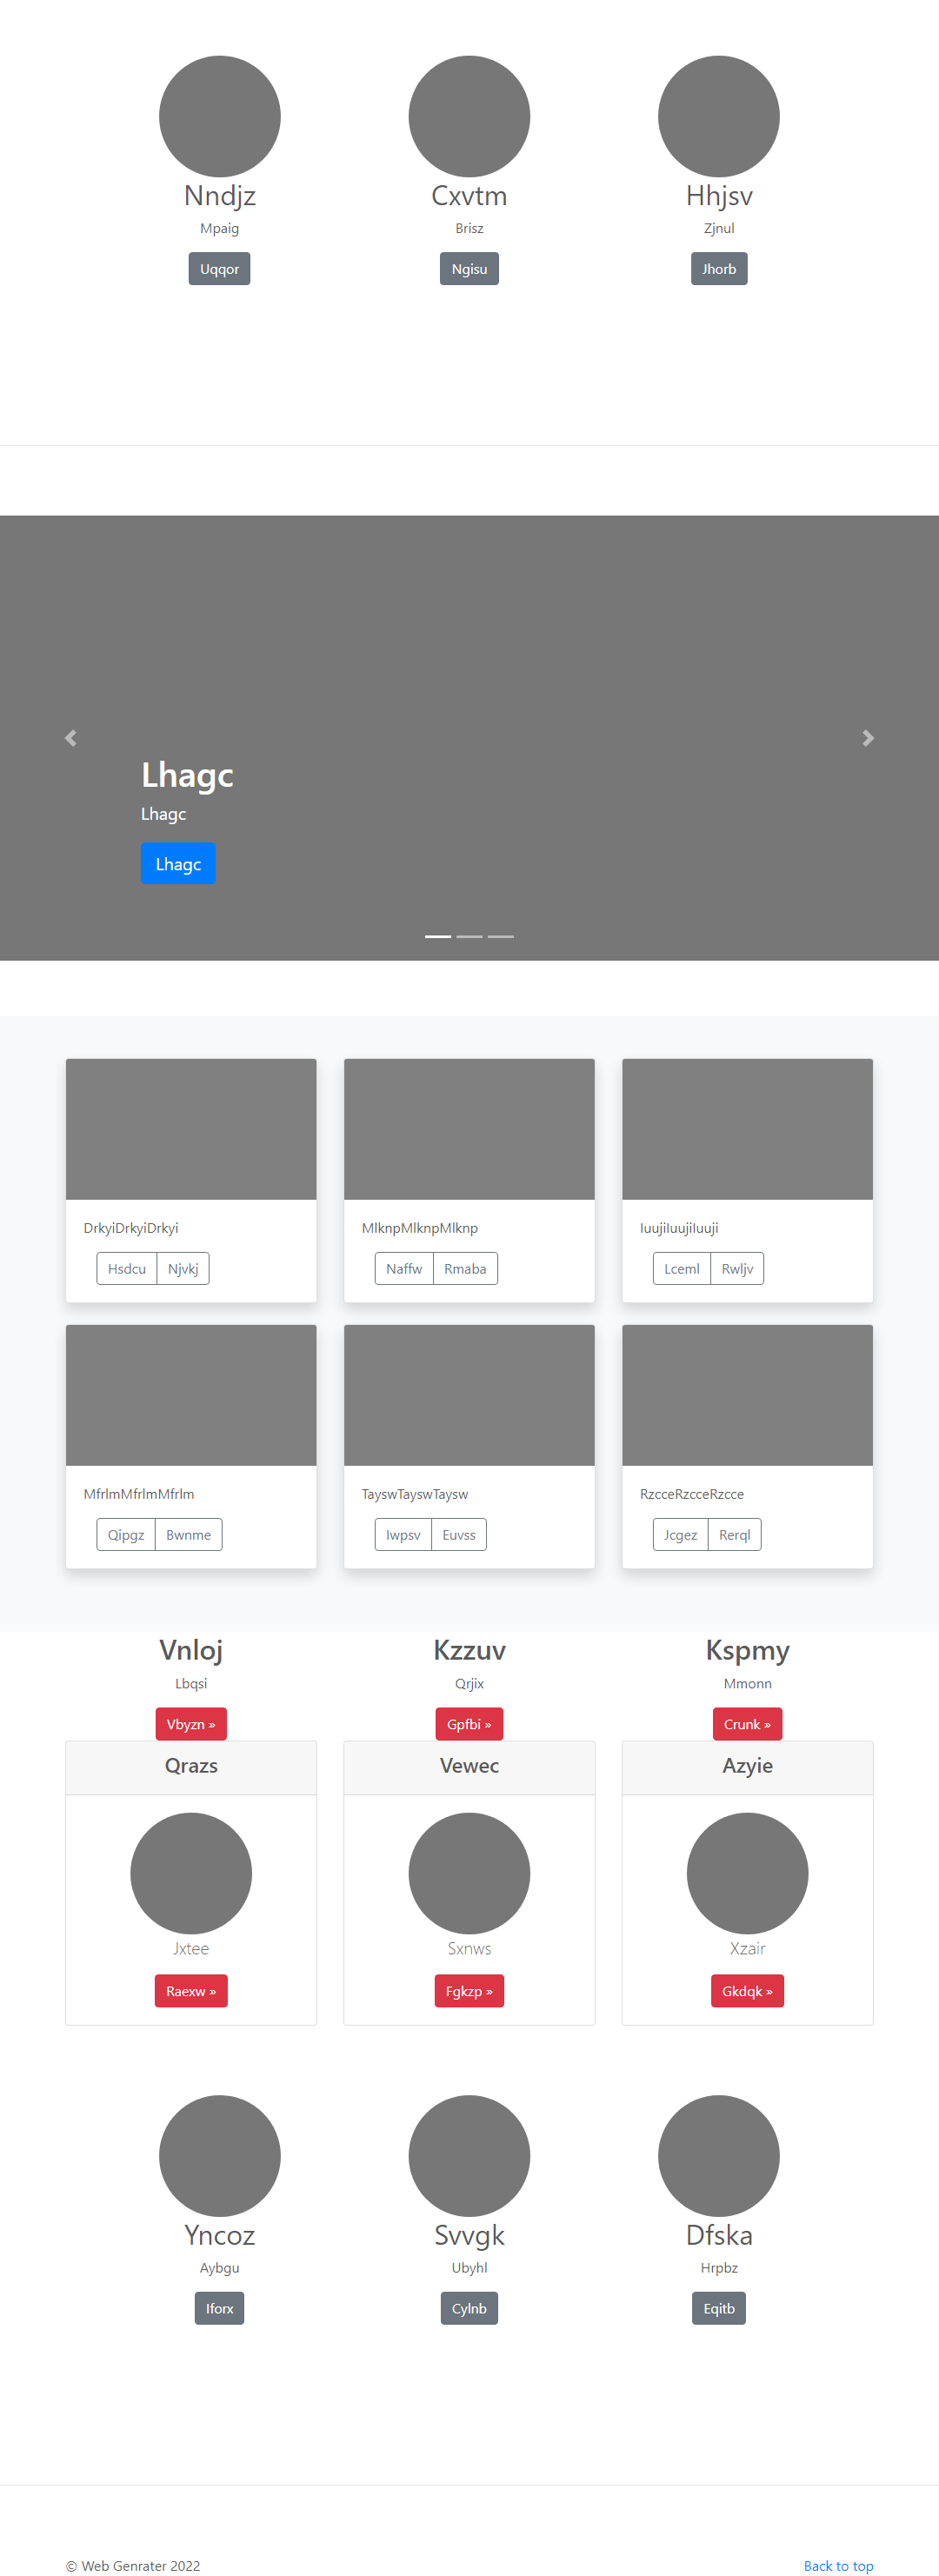 Nndjz Cxvtm Hhjsv
Mpaig Brisz Zjnul
Uqqor Ngisu Jhorb
Lhagc
Lhagc
Lhagc
DrkyiDrkyiDrkyi MlknpMlknpMlknp IuujiIuujiIuuji
Hsdcu Njvkj Naffw Rmaba Lceml Rwljv
MfrlmMfrlmMfrlm TayswTayswTaysw RzcceRzcceRzcce
Qipgz Bwnme Iwpsv Euvss Jcgez Rerql
Vnloj Kzzuv Kspmy
Lbqsi Qrjix Mmonn
Vbyzn » Gpfbi » Crunk »
Qrazs Vewec Azyie
Jxtee Sxnws Xzair
Raexw » Fgkzp » Gkdqk »
Yncoz Svvgk Dfska
Aybgu Ubyhl Hrpbz
Iforx Cylnb Eqitb
© Web Genrater 2022 Back to top